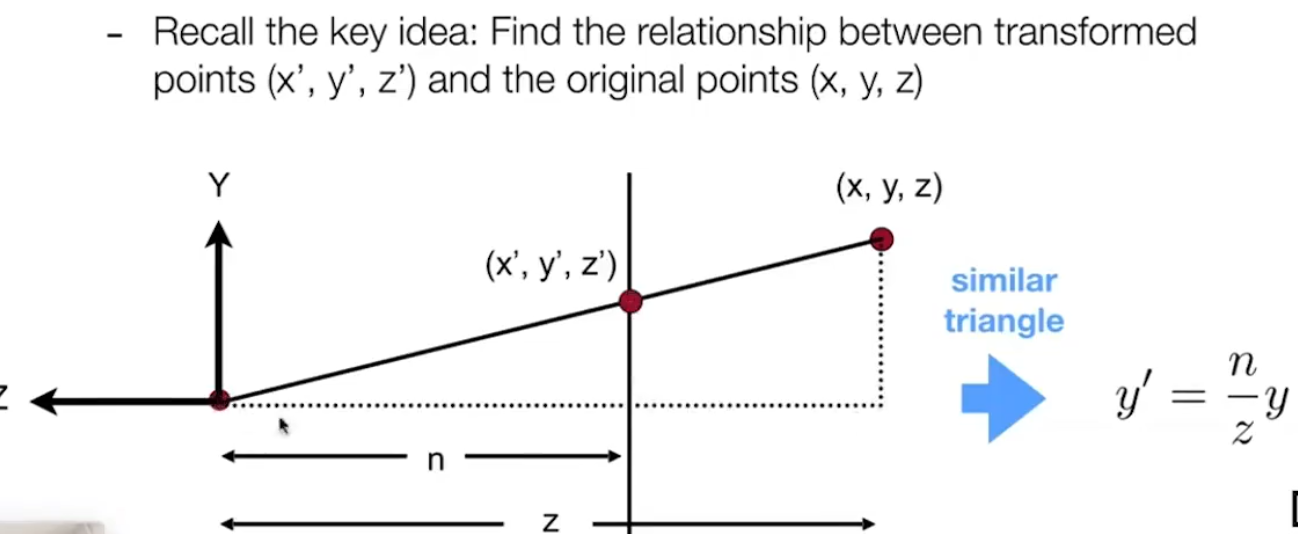 - Recall the key idea: Find the relationship between transformed
points (x’, y’, z’) and the original points (x, y, z)
Y
(x, y, z)
(x’, y’, z’)
similar
triangle
y′ = n/z y
n
z